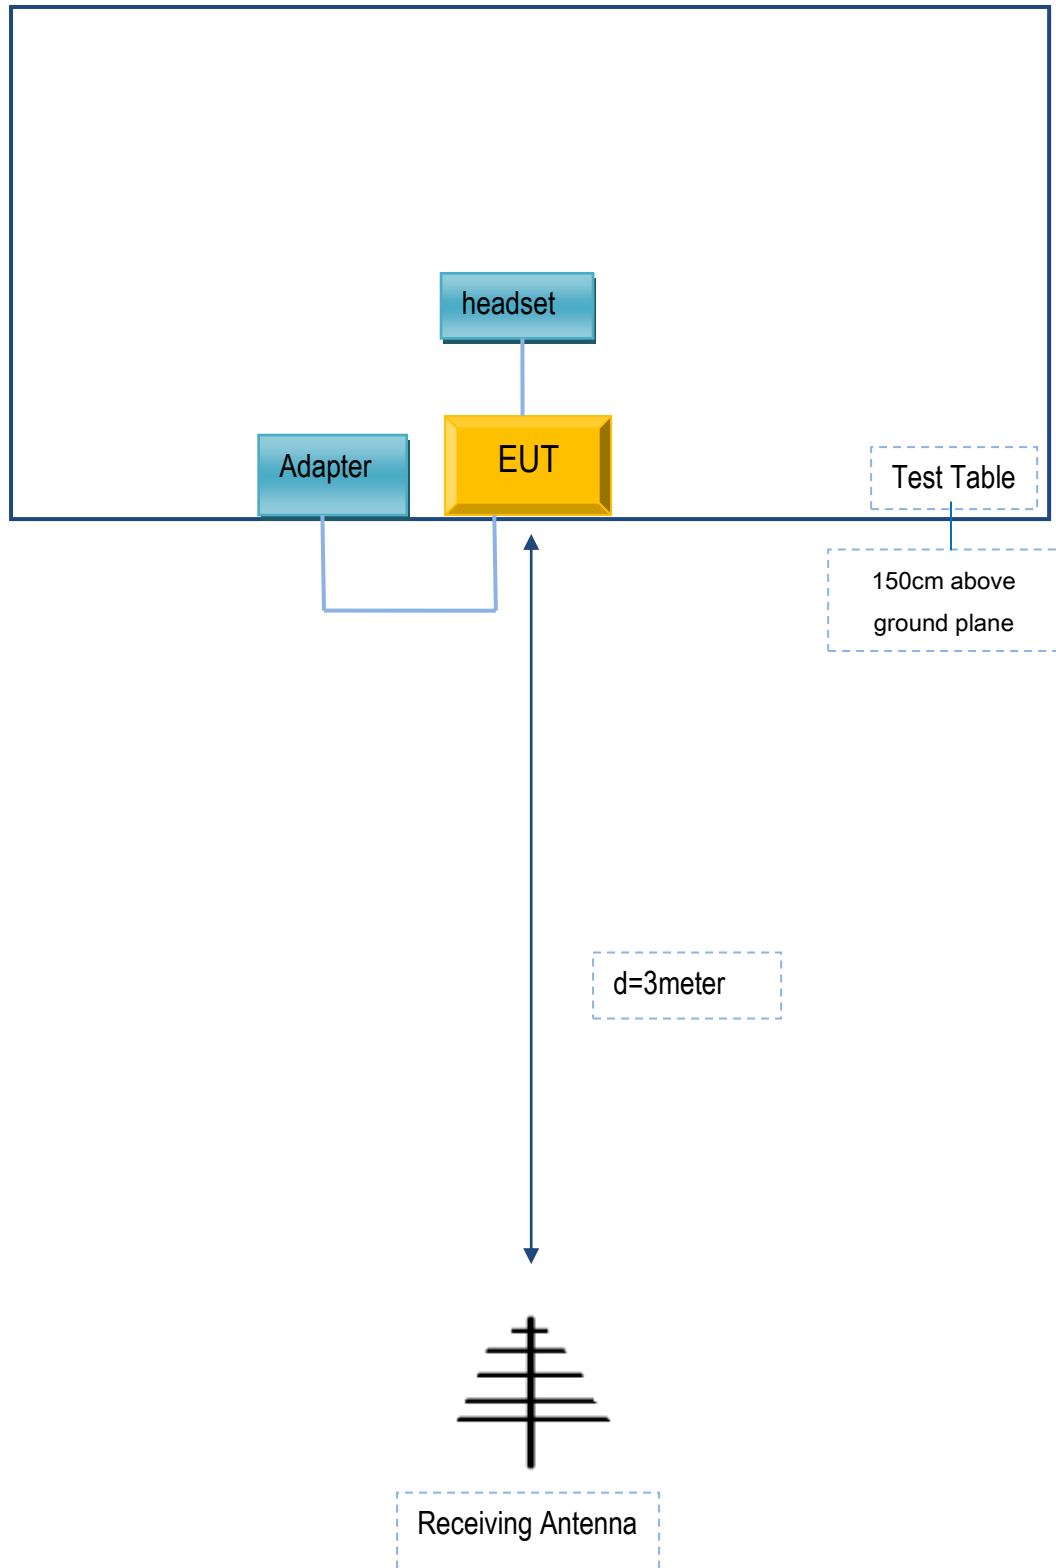 headset
EUT
Adapter
Test Table
150cm above
ground plane
d=3meter
Receiving Antenna